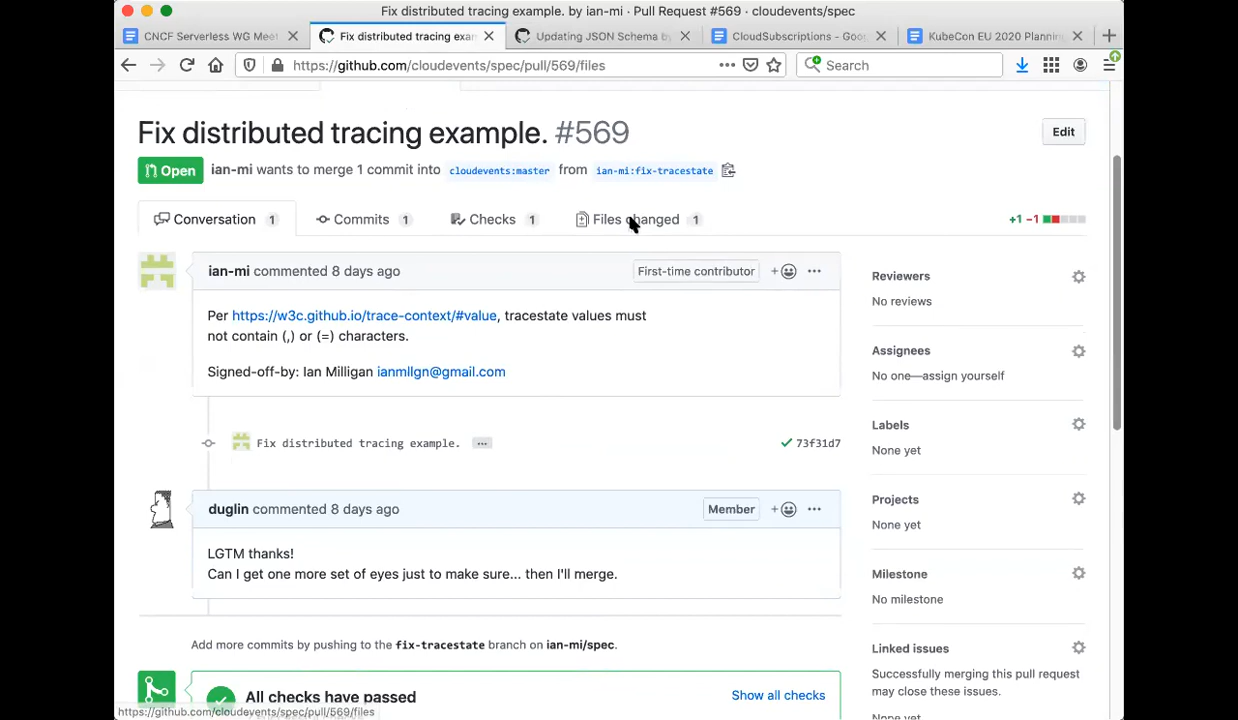 Fix distributed tracing example. by ian-mi · Pull Request #569 · cloudevents/spec
CNCF Serverless WG Mee
Fix distributed tracing exam
Updating JSON Schema by
CloudSubscriptions - Goo
KubeCon EU 2020 Planning
https://github.com/cloudevents/spec/pull/569/files
Search
Fix distributed tracing example. #569
Edit
Open
ian-mi wants to merge 1 commit into cloudevents:master from ian-mi:fix-tracestate
Conversation 1
Commits 1
Checks 1
Files changed 1
+1 −1
ian-mi commented 8 days ago
First-time contributor
Per https://w3c.github.io/trace-context/#value, tracestate values must
not contain (,) or (=) characters.
Signed-off-by: Ian Milligan ianmllgn@gmail.com
Fix distributed tracing example. ...
73f31d7
duglin commented 8 days ago
Member
LGTM thanks!
Can I get one more set of eyes just to make sure... then I'll merge.
Add more commits by pushing to the fix-tracestate branch on ian-mi/spec.
All checks have passed
Show all checks
Reviewers
No reviews
Assignees
No one—assign yourself
Labels
None yet
Projects
None yet
Milestone
No milestone
Linked issues
Successfully merging this pull request
may close these issues.
None yet
https://github.com/cloudevents/spec/pull/569/files